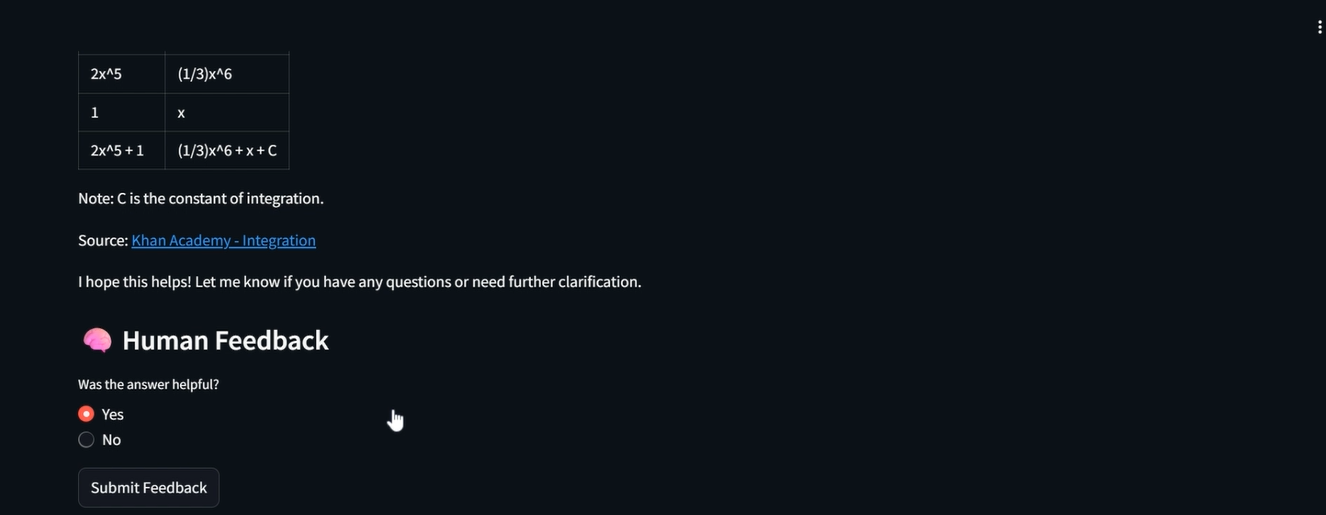 2x^5 (1/3)x^6
1 x
2x^5 + 1 (1/3)x^6 + x + C
Note: C is the constant of integration.
Source: Khan Academy - Integration
I hope this helps! Let me know if you have any questions or need further clarification.
🧠 Human Feedback
Was the answer helpful?
Yes
No
Submit Feedback